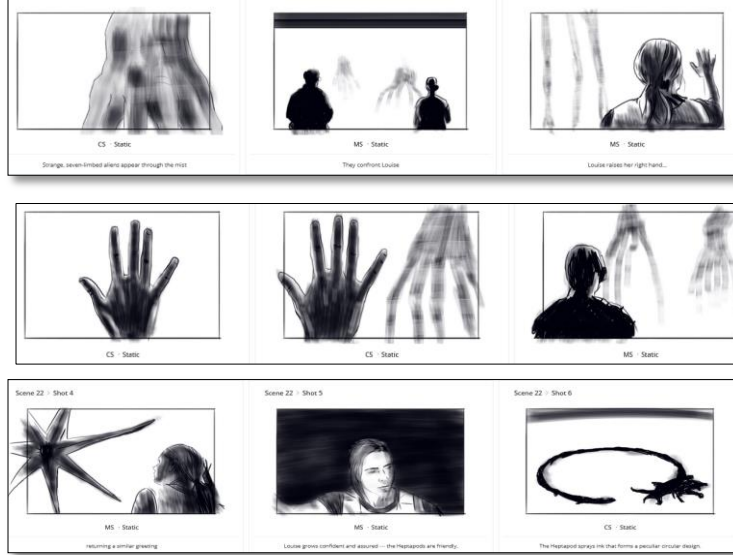 CS · Static
MS · Static
MS · Static
Strange, seven-limbed aliens appear through the mist
They confront Louise
Louise raises her right hand...
CS · Static
CS · Static
MS · Static
Scene 22 > Shot 4
Scene 22 > Shot 5
Scene 22 > Shot 6
MS · Static
MS · Static
CS · Static
returning a similar greeting
Louise grows confident and assured -- the Heptapods are friendly.
The Heptapod sprays ink that forms a peculiar circular design.